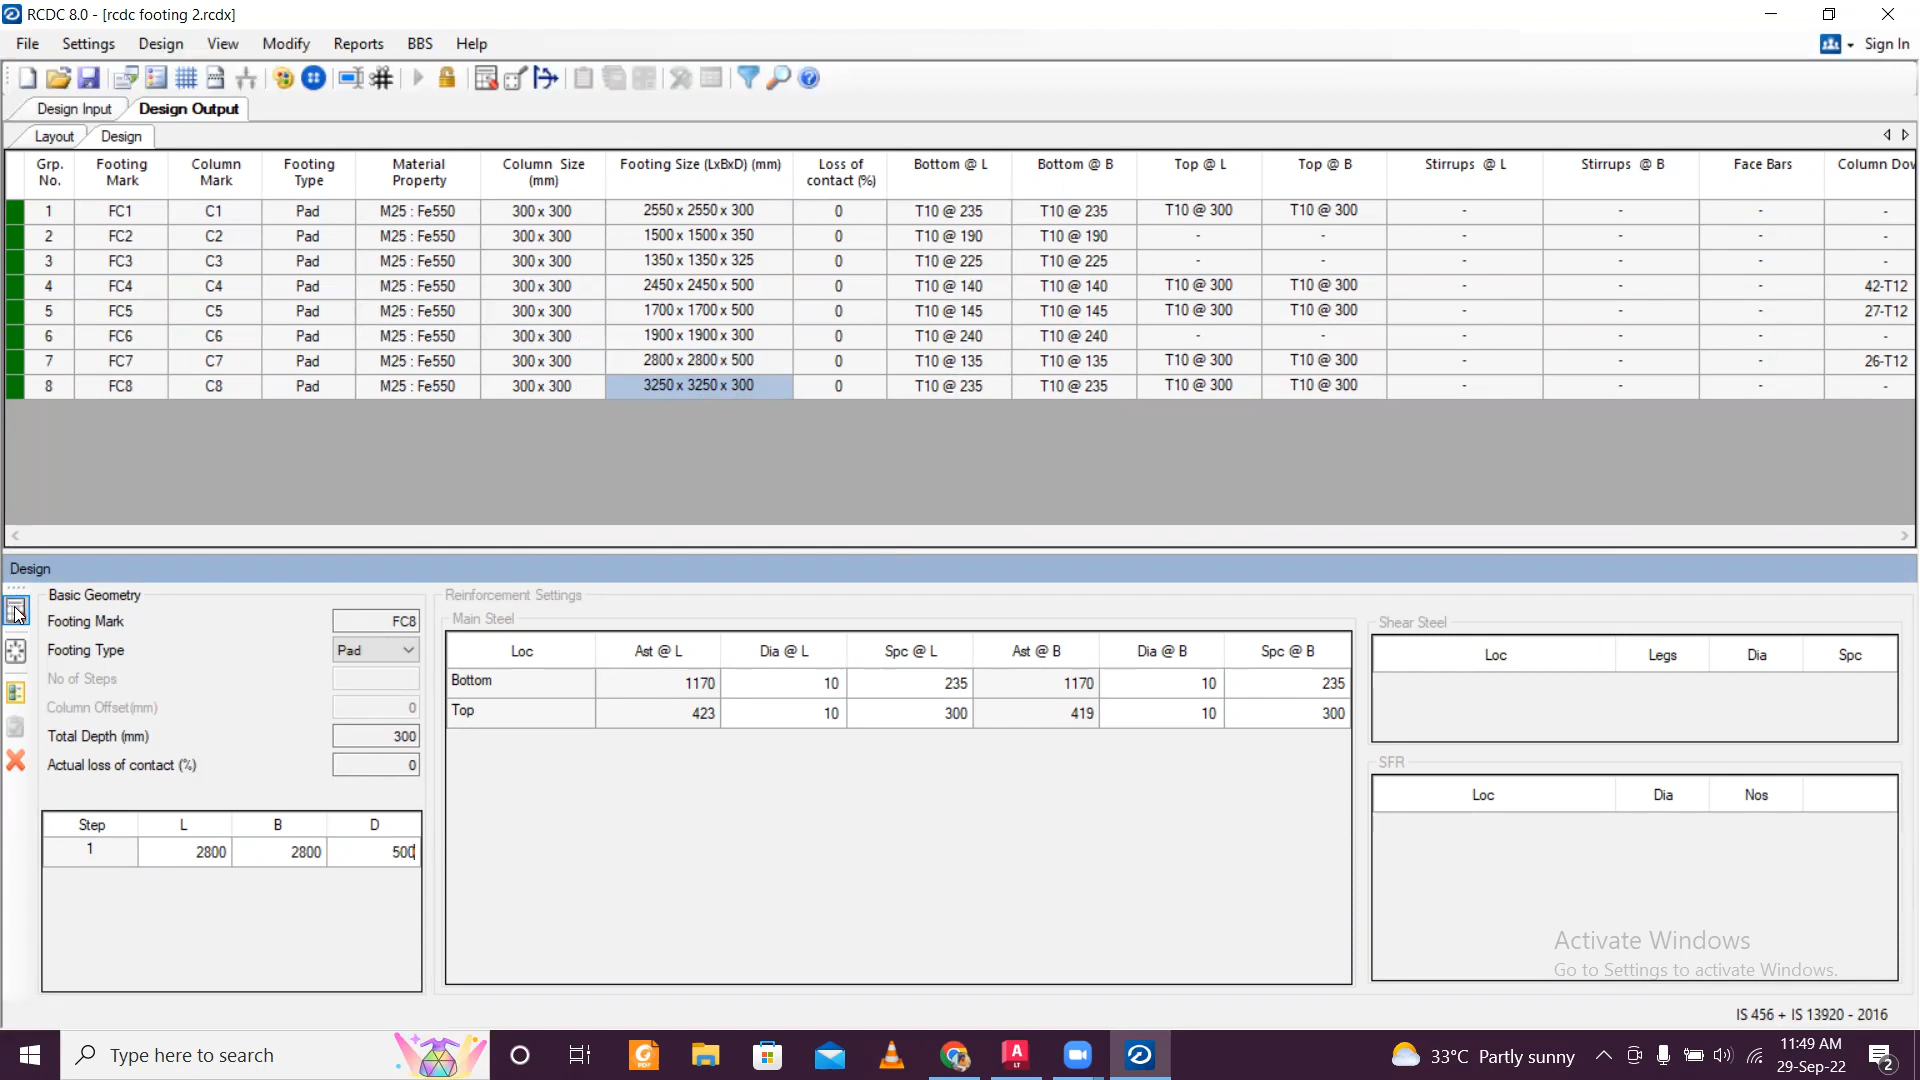 RCDC 8.0 - [rcdc footing 2.rcdx]
File Settings Design View Modify Reports BBS Help Sign In
Design Input Design Output
Layout Design
Grp. No. Footing Mark Column Mark Footing Type Material Property Column Size (mm) Footing Size (LxBxD) (mm) Loss of contact (%) Bottom @ L Bottom @ B Top @ L Top @ B Stirrups @ L Stirrups @ B Face Bars Column Dow
1 FC1 C1 Pad M25 : Fe550 300 x 300 2550 x 2550 x 300 0 T10 @ 235 T10 @ 235 T10 @ 300 T10 @ 300 - - - -
2 FC2 C2 Pad M25 : Fe550 300 x 300 1500 x 1500 x 350 0 T10 @ 190 T10 @ 190 - - - - - -
3 FC3 C3 Pad M25 : Fe550 300 x 300 1350 x 1350 x 325 0 T10 @ 225 T10 @ 225 - - - - - -
4 FC4 C4 Pad M25 : Fe550 300 x 300 2450 x 2450 x 500 0 T10 @ 140 T10 @ 140 T10 @ 300 T10 @ 300 - - - 42-T12
5 FC5 C5 Pad M25 : Fe550 300 x 300 1700 x 1700 x 500 0 T10 @ 145 T10 @ 145 T10 @ 300 T10 @ 300 - - - 27-T12
6 FC6 C6 Pad M25 : Fe550 300 x 300 1900 x 1900 x 300 0 T10 @ 240 T10 @ 240 - - - - - -
7 FC7 C7 Pad M25 : Fe550 300 x 300 2800 x 2800 x 500 0 T10 @ 135 T10 @ 135 T10 @ 300 T10 @ 300 - - - 26-T12
8 FC8 C8 Pad M25 : Fe550 300 x 300 3250 x 3250 x 300 0 T10 @ 235 T10 @ 235 T10 @ 300 T10 @ 300 - - - -
Design
Basic Geometry
Footing Mark FC8
Footing Type Pad
No of Steps
Column Offset(mm) 0
Total Depth (mm) 300
Actual loss of contact (%) 0
Step L B D
1 2800 2800 500
Reinforcement Settings
Main Steel
Loc Ast @ L Dia @ L Spc @ L Ast @ B Dia @ B Spc @ B
Bottom 1170 10 235 1170 10 235
Top 423 10 300 419 10 300
Shear Steel
Loc Legs Dia Spc
SFR
Loc Dia Nos
Activate Windows
Go to Settings to activate Windows.
IS 456 + IS 13920 - 2016
Type here to search
PDF
A
LT
33°C Partly sunny
11:49 AM
29-Sep-22
2